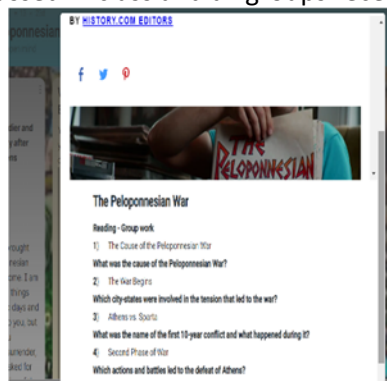 BY HISTORY.COM EDITORS
THE
PELOPONNESIAN
The Peloponnesian War
Reading - Group work
1) The Cause of the Peloponnesian War
What was the cause of the Peloponnesian War?
2) The War Begins
Which city-states were involved in the tension that led to the war?
3) Athens vs. Sparta
What was the name of the first 10-year conflict and what happened during it?
4) Second Phase of War
Which actions and battles led to the defeat of Athens?